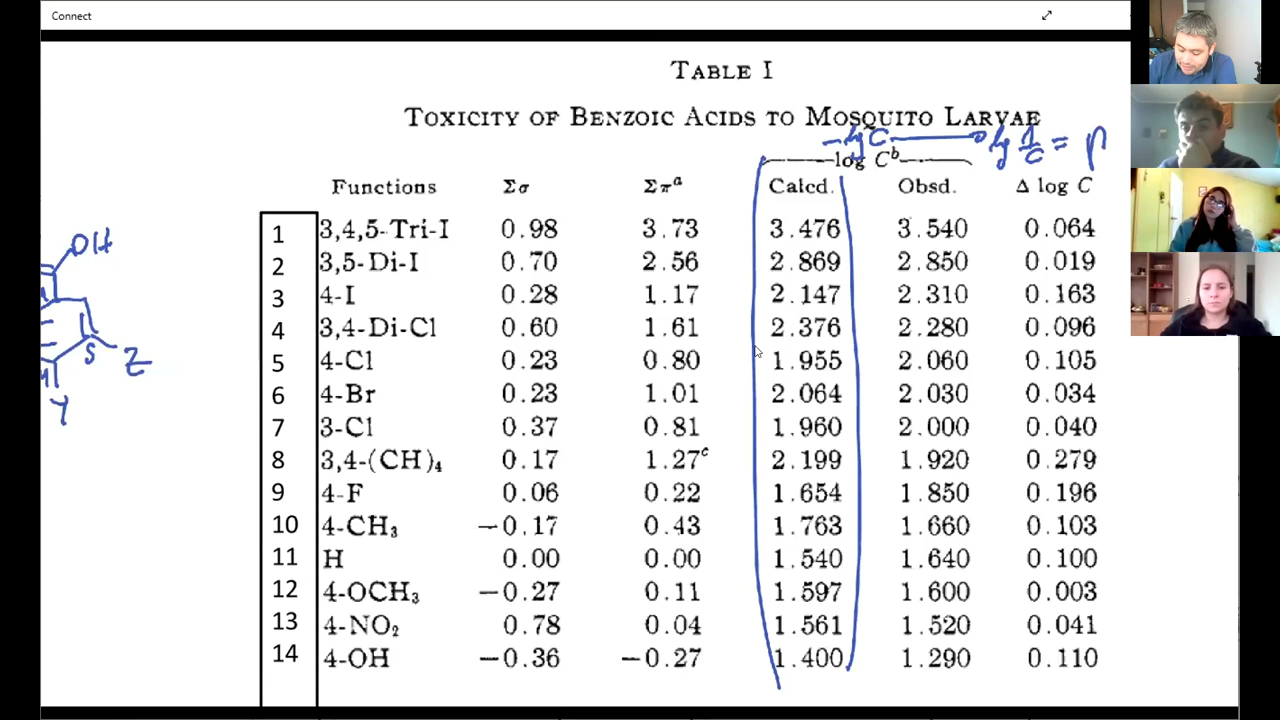 Connect
TABLE I
TOXICITY OF BENZOIC ACIDS TO MOSQUITO LARVAE
-lg C → lg 1/C = p
—log Cᵇ—
Functions Σσ Σπᵃ Calcd. Obsd. Δ log C
1 3,4,5-Tri-I 0.98 3.73 3.476 3.540 0.064
2 3,5-Di-I 0.70 2.56 2.869 2.850 0.019
3 4-I 0.28 1.17 2.147 2.310 0.163
4 3,4-Di-Cl 0.60 1.61 2.376 2.280 0.096
5 4-Cl 0.23 0.80 1.955 2.060 0.105
6 4-Br 0.23 1.01 2.064 2.030 0.034
7 3-Cl 0.37 0.81 1.960 2.000 0.040
8 3,4-(CH)₄ 0.17 1.27ᶜ 2.199 1.920 0.279
9 4-F 0.06 0.22 1.654 1.850 0.196
10 4-CH₃ −0.17 0.43 1.763 1.660 0.103
11 H 0.00 0.00 1.540 1.640 0.100
12 4-OCH₃ −0.27 0.11 1.597 1.600 0.003
13 4-NO₂ 0.78 0.04 1.561 1.520 0.041
14 4-OH −0.36 −0.27 1.400 1.290 0.110
OH
S
Z
Y